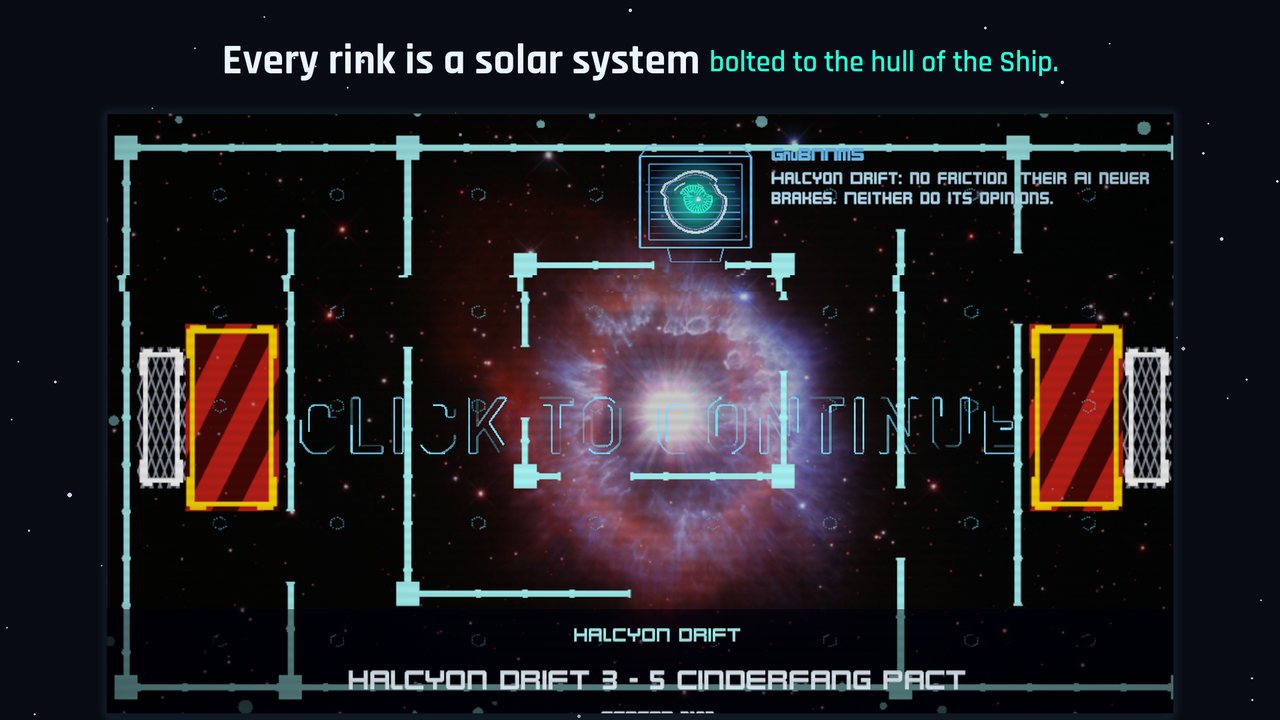 Every rink is a solar system bolted to the hull of the Ship.
HALCYON DRIFT: NO FRICTION THEIR AI NEVER
BRAKES. NEITHER DO ITS OPINIONS.
CLICK TO CONTINUE
HALCYON DRIFT
HALCYON DRIFT 3 - 5 CINDERFANG PACT